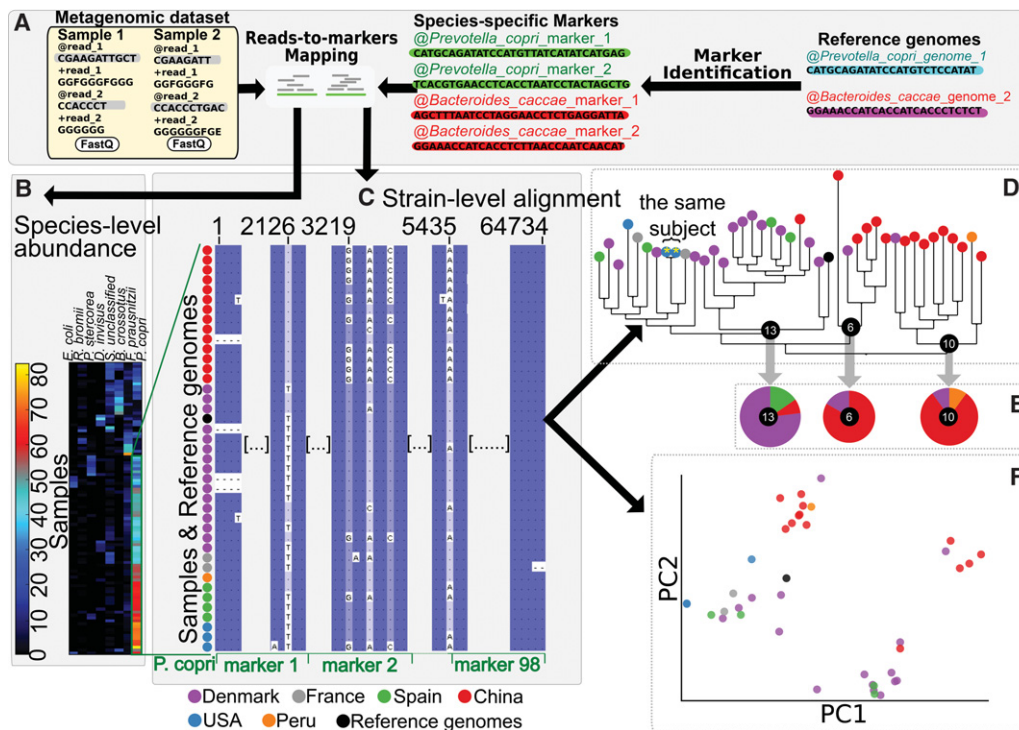 A
Metagenomic dataset
Sample 1
@read_1
CGAAGATTGCT
+read_1
GGFGGGFGGG
@read_2
CCACCCT
+read_2
GGGGGG
FastQ
Sample 2
@read_1
CGAAGATT
+read_1
GGFGGGFG
@read_2
CCACCCTGAC
+read_2
GGGGGGFGE
FastQ
Reads-to-markers
Mapping
Species-specific Markers
@Prevotella_copri_marker_1
CATGCAGATATCCATGTTATCATATCATGAG
@Prevotella_copri_marker_2
TCACGTGAACCTCACCTAATCCTACTAGCTG
@Bacteroides_caccae_marker_1
AGCTTTAATCCTAGGAACCTCTGAGGATTA
@Bacteroides_caccae_marker_2
GGAAACCATCACCTCTTAACCAATCAACAT
Marker
Identification
Reference genomes
@Prevotella_copri_genome_1
CATGCAGATATCCATGTCTCCATAT
@Bacteroides_caccae_genome_2
GGAAACCATCACCATCACCCTCTCT
B
Species-level
abundance
E. coli
R. bromii
P. stercorea
D. invisus
S. unclassified
B. crossotus
F. prausnitzii
P. copri
0 10 20 30 40 50 60 70 80
Samples
C Strain-level alignment
1 2126 3219 5435 64734
Samples & Reference genomes
[...] [...] [...] [......]
P. copri marker 1 marker 2 marker 98
D
the same
subject
13 6 10
E
13 6 10
F
PC2
PC1
Denmark France Spain China
USA Peru Reference genomes